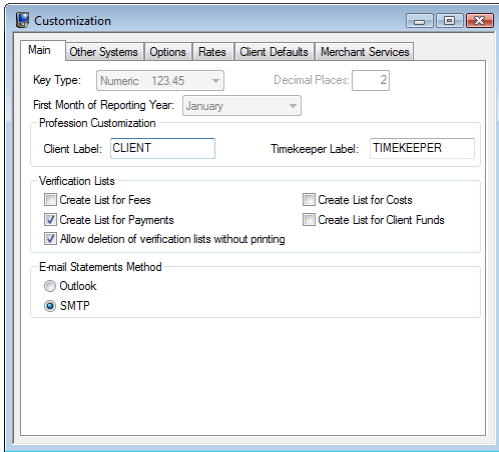 Customization
Main Other Systems Options Rates Client Defaults Merchant Services
Key Type: Numeric 123.45 Decimal Places: 2
First Month of Reporting Year: January
Profession Customization
Client Label: CLIENT Timekeeper Label: TIMEKEEPER
Verification Lists
Create List for Fees Create List for Costs
Create List for Payments Create List for Client Funds
Allow deletion of verification lists without printing
E-mail Statements Method
Outlook
SMTP